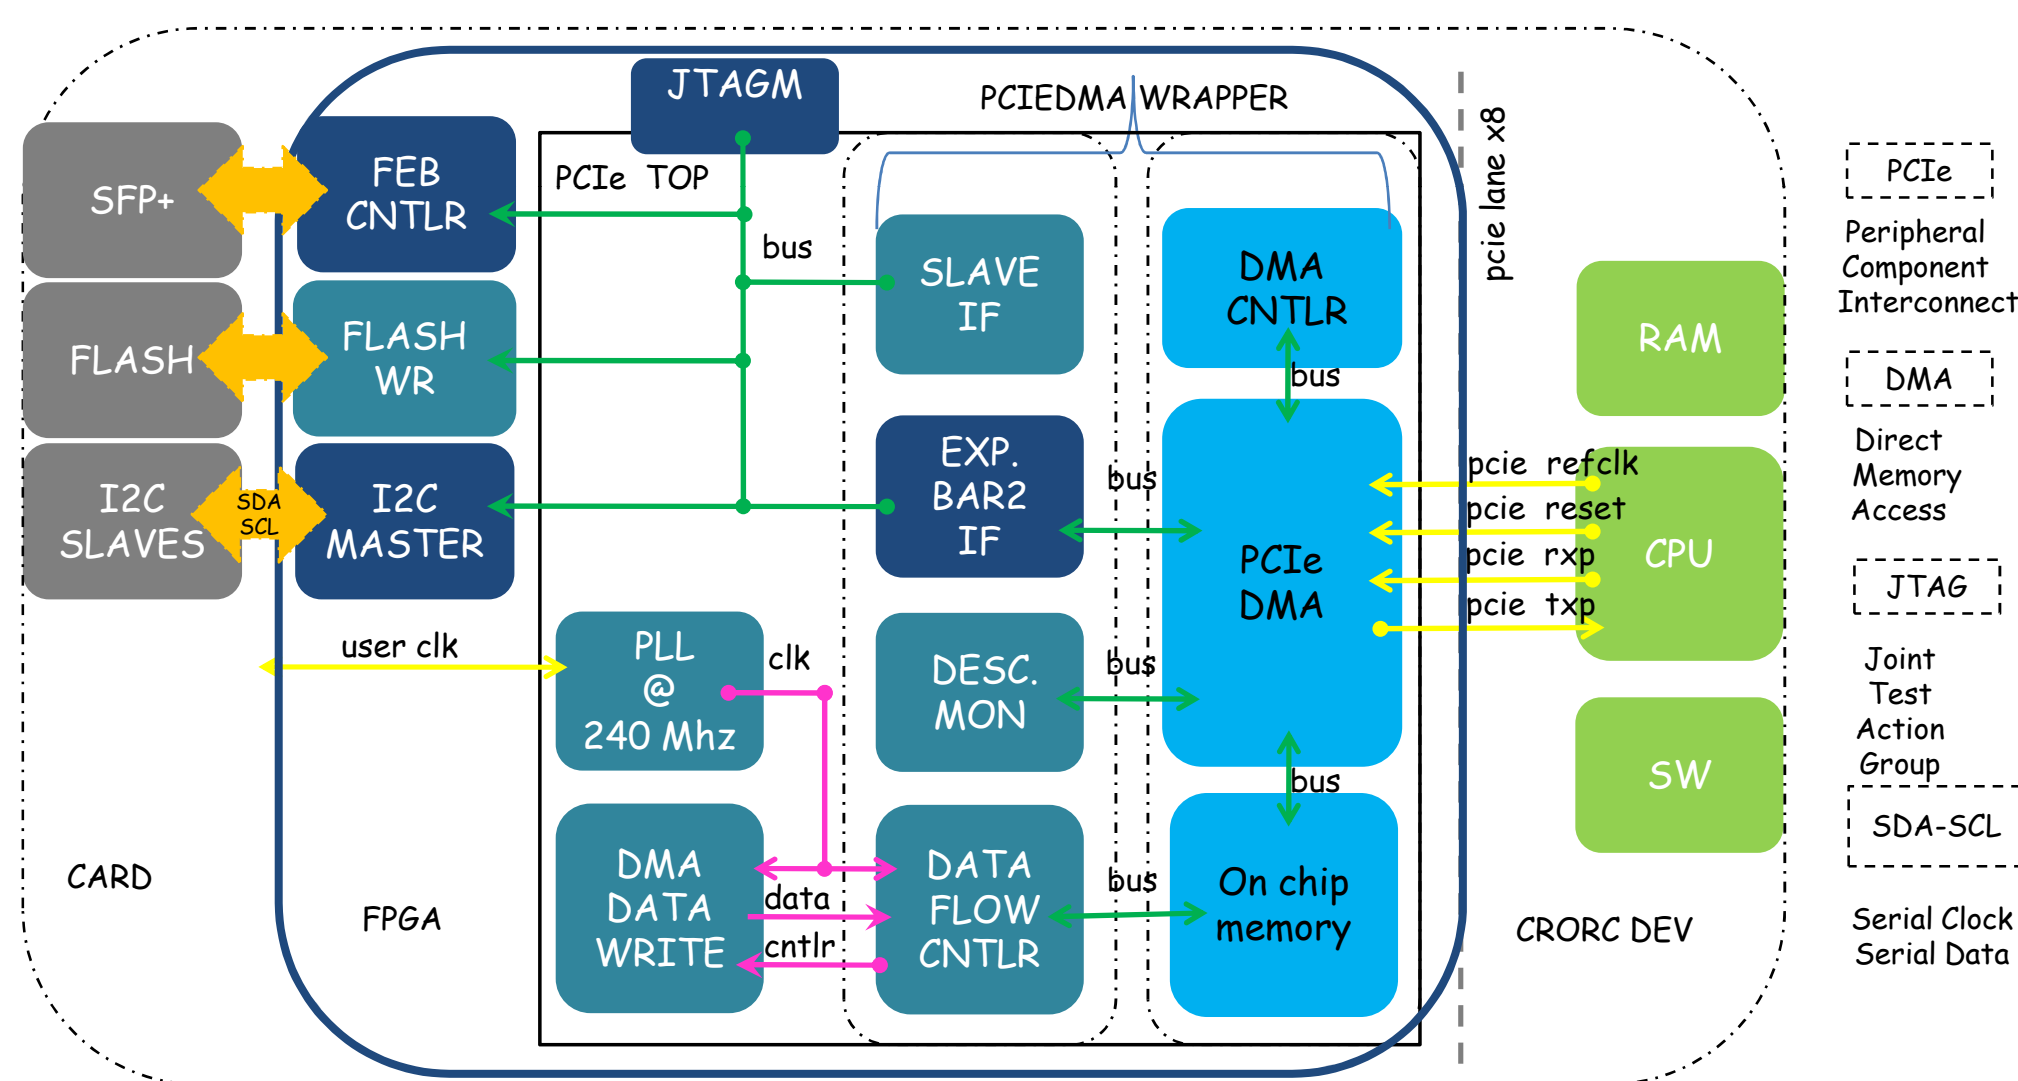 JTAGM
PCIEDMA WRAPPER
PCIe TOP
pcie lane x8
SFP+
FEB
CNTLR
bus
SLAVE
IF
DMA
CNTLR
bus
FLASH
FLASH
WR
I2C
SLAVES
SDA
SCL
I2C
MASTER
EXP.
BAR2
IF
bus
PCIe
DMA
pcie refclk
pcie reset
pcie rxp
pcie txp
RAM
CPU
SW
user clk
PLL
@
240 Mhz
clk
DESC.
MON
bus
bus
DMA
DATA
WRITE
data
cntlr
DATA
FLOW
CNTLR
bus
On chip
memory
CARD
FPGA
CRORC DEV
PCIe
Peripheral
Component
Interconnect
DMA
Direct
Memory
Access
JTAG
Joint
Test
Action
Group
SDA-SCL
Serial Clock
Serial Data